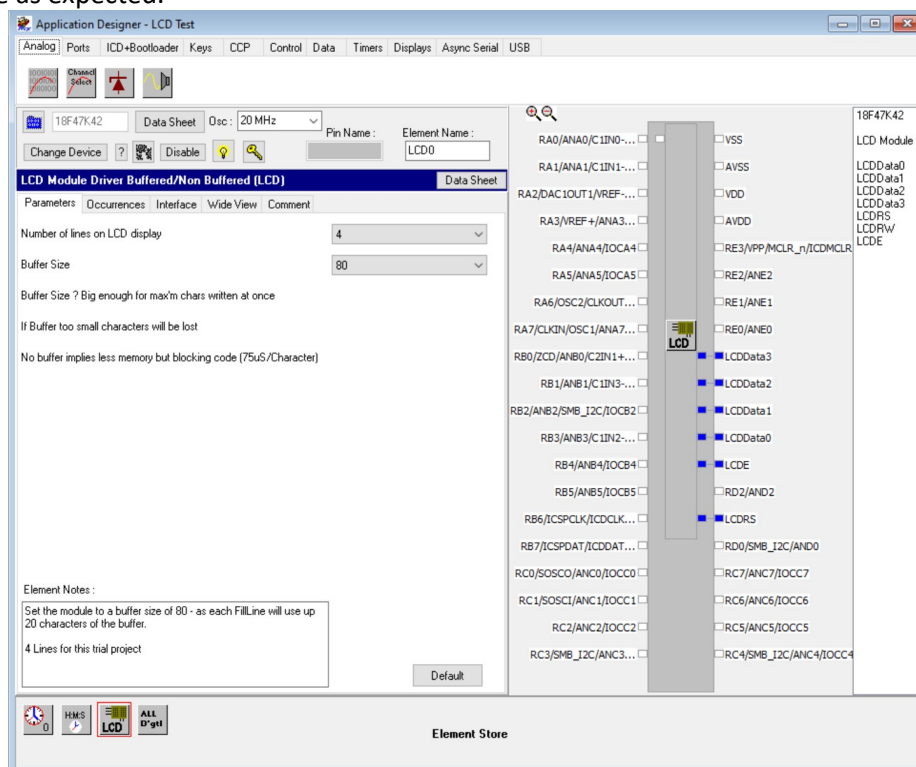 e as expected.
Application Designer - LCD Test
Analog Ports ICD+Bootloader Keys CCP Control Data Timers Displays Async Serial USB
Channel
Select
18F47K42 Data Sheet Osc : 20 MHz Pin Name : Element Name :
Change Device ? Disable LCD0
LCD Module Driver Buffered/Non Buffered (LCD) Data Sheet
Parameters Occurrences Interface Wide View Comment
Number of lines on LCD display 4
Buffer Size 80
Buffer Size ? Big enough for max'm chars written at once
If Buffer too small characters will be lost
No buffer implies less memory but blocking code (75uS/Character)
Element Notes :
Set the module to a buffer size of 80 - as each FillLine will use up
20 characters of the buffer.
4 Lines for this trial project
Default
RA0/ANA0/C1IN0-... VSS
RA1/ANA1/C1IN1-... AVSS
RA2/DAC1OUT1/VREF-... VDD
RA3/VREF+/ANA3... AVDD
RA4/ANA4/IOCA4 RE3/VPP/MCLR_n/ICDMCLR
RA5/ANA5/IOCA5 RE2/ANE2
RA6/OSC2/CLKOUT... RE1/ANE1
RA7/CLKIN/OSC1/ANA7... RE0/ANE0
LCD
RB0/ZCD/ANB0/C2IN1+... LCDData3
RB1/ANB1/C1IN3-... LCDData2
RB2/ANB2/SMB_I2C/IOCB2 LCDData1
RB3/ANB3/C1IN2-... LCDData0
RB4/ANB4/IOCB4 LCDE
RB5/ANB5/IOCB5 RD2/AND2
RB6/ICSPCLK/ICDCLK... LCDRS
RB7/ICSPDAT/ICDDAT... RD0/SMB_I2C/AND0
RC0/SOSCO/ANC0/IOCC0 RC7/ANC7/IOCC7
RC1/SOSCI/ANC1/IOCC1 RC6/ANC6/IOCC6
RC2/ANC2/IOCC2 RC5/ANC5/IOCC5
RC3/SMB_I2C/ANC3... RC4/SMB_I2C/ANC4/IOCC4
18F47K42
LCD Module
LCDData0
LCDData1
LCDData2
LCDData3
LCDRS
LCDRW
LCDE
0 H:M:S LCD ALL
D'gtl
Element Store